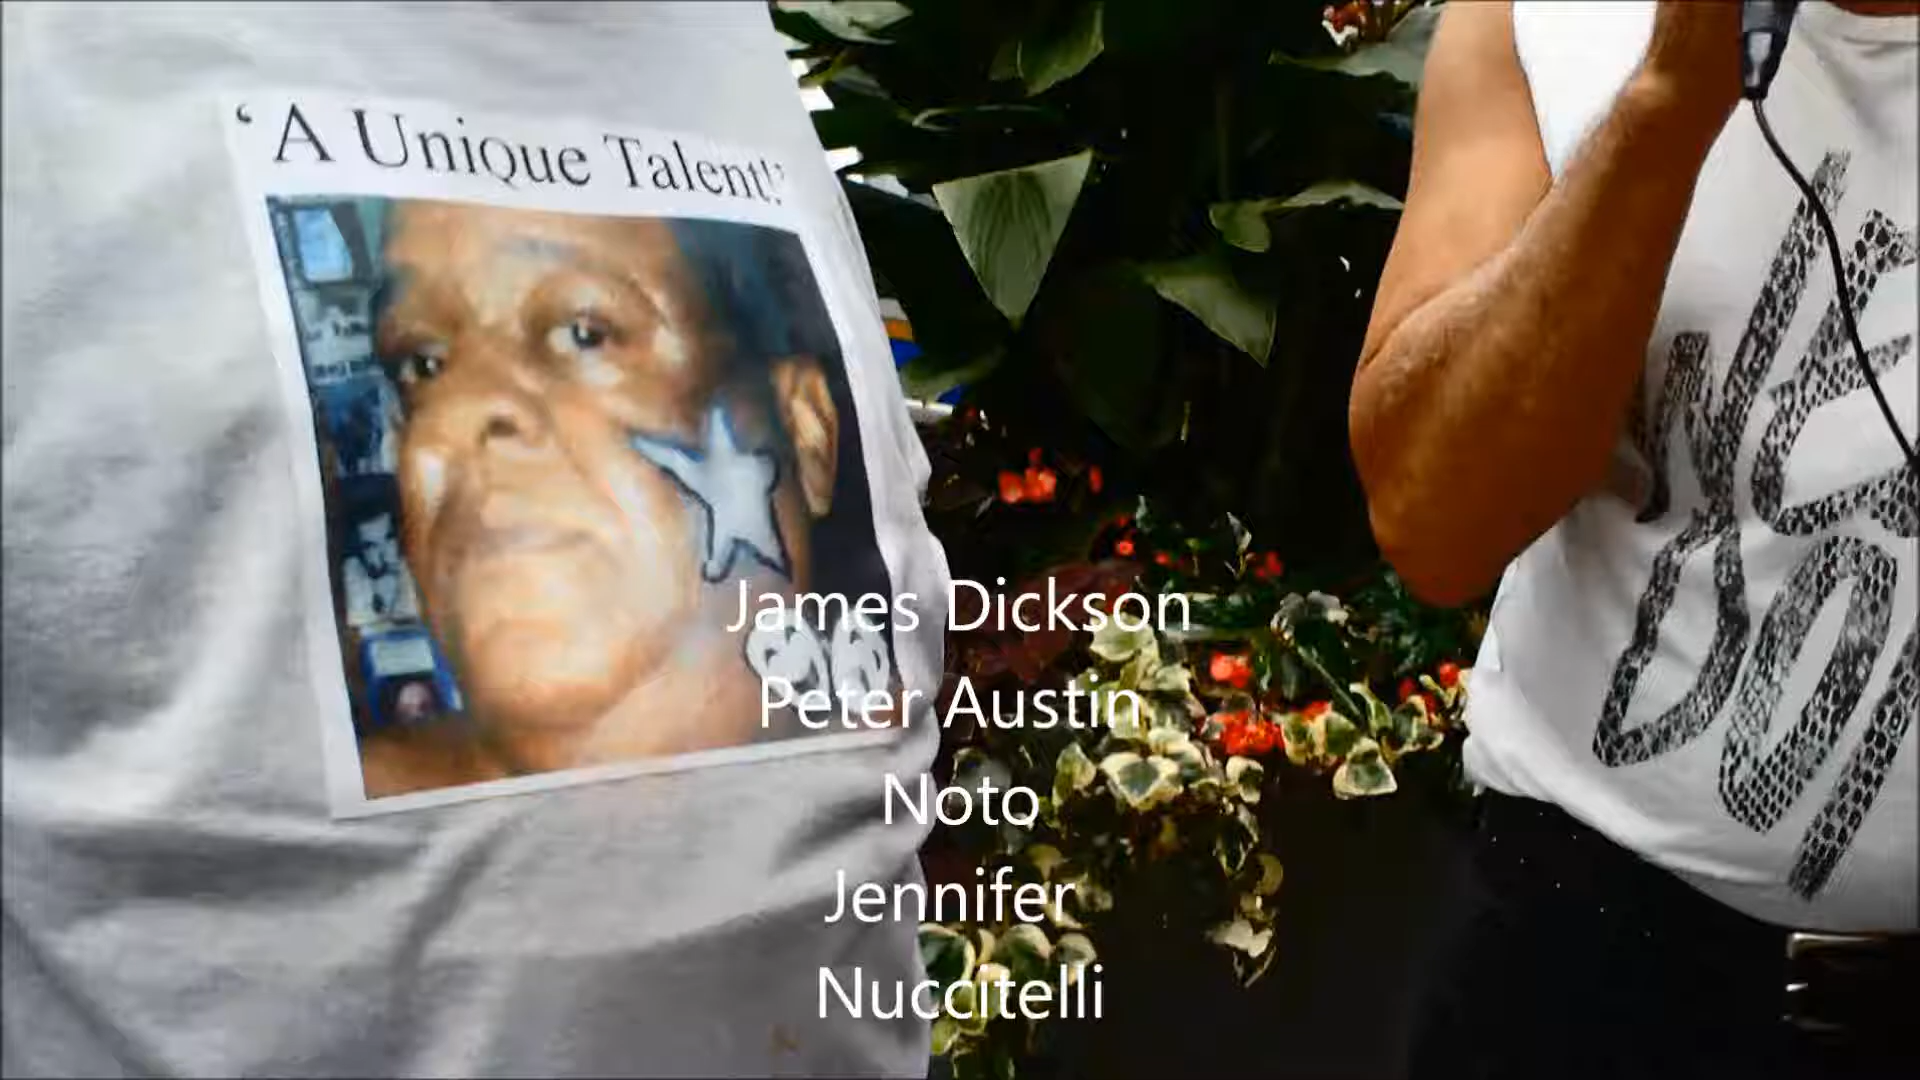 ‘A Unique Talent!’
James Dickson
Peter Austin
Noto
Jennifer
Nuccitelli